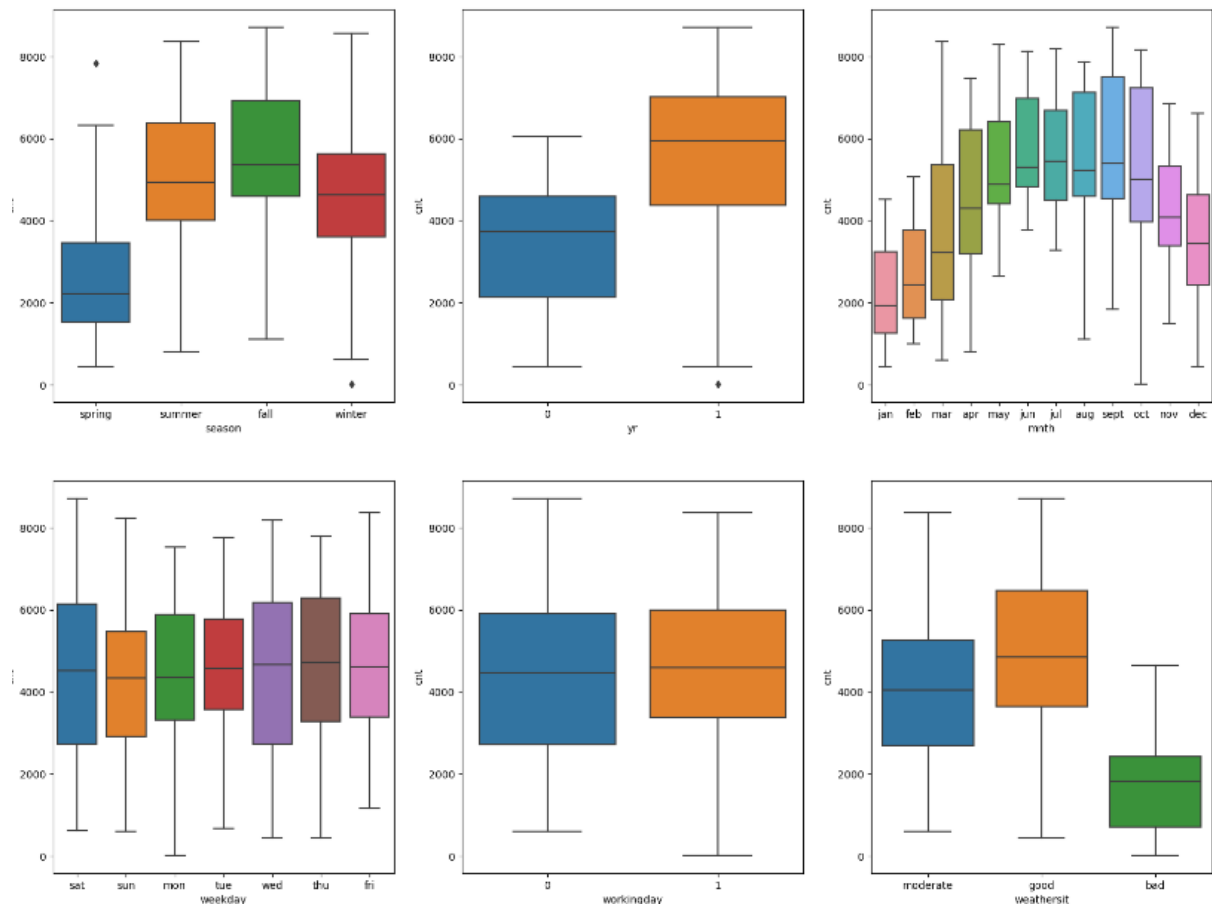 8000
6000
4000
2000
0
cnt
spring summer fall winter
season
8000
6000
4000
2000
0
cnt
0 1
yr
8000
6000
4000
2000
0
cnt
jan feb mar apr may jun jul aug sept oct nov dec
mnth
8000
6000
4000
2000
0
cnt
sat sun mon tue wed thu fri
weekday
8000
6000
4000
2000
0
cnt
0 1
workingday
8000
6000
4000
2000
0
cnt
moderate good bad
weathersit